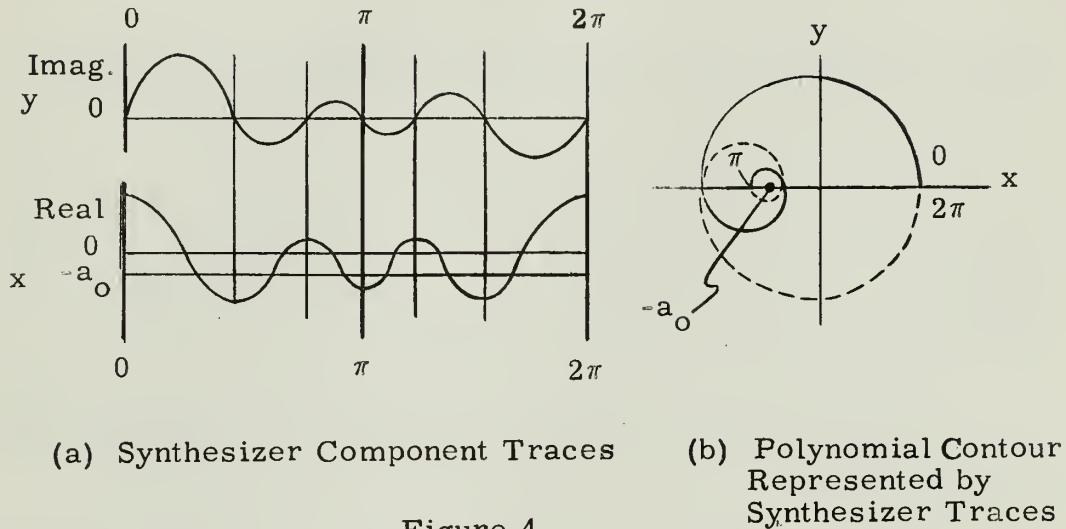 0 π 2π
Imag.
y 0
Real
0
x -a₀
0 π 2π
y
π 0
x
2π
-a₀
(a) Synthesizer Component Traces
(b) Polynomial Contour
Represented by
Synthesizer Traces
Figure 4